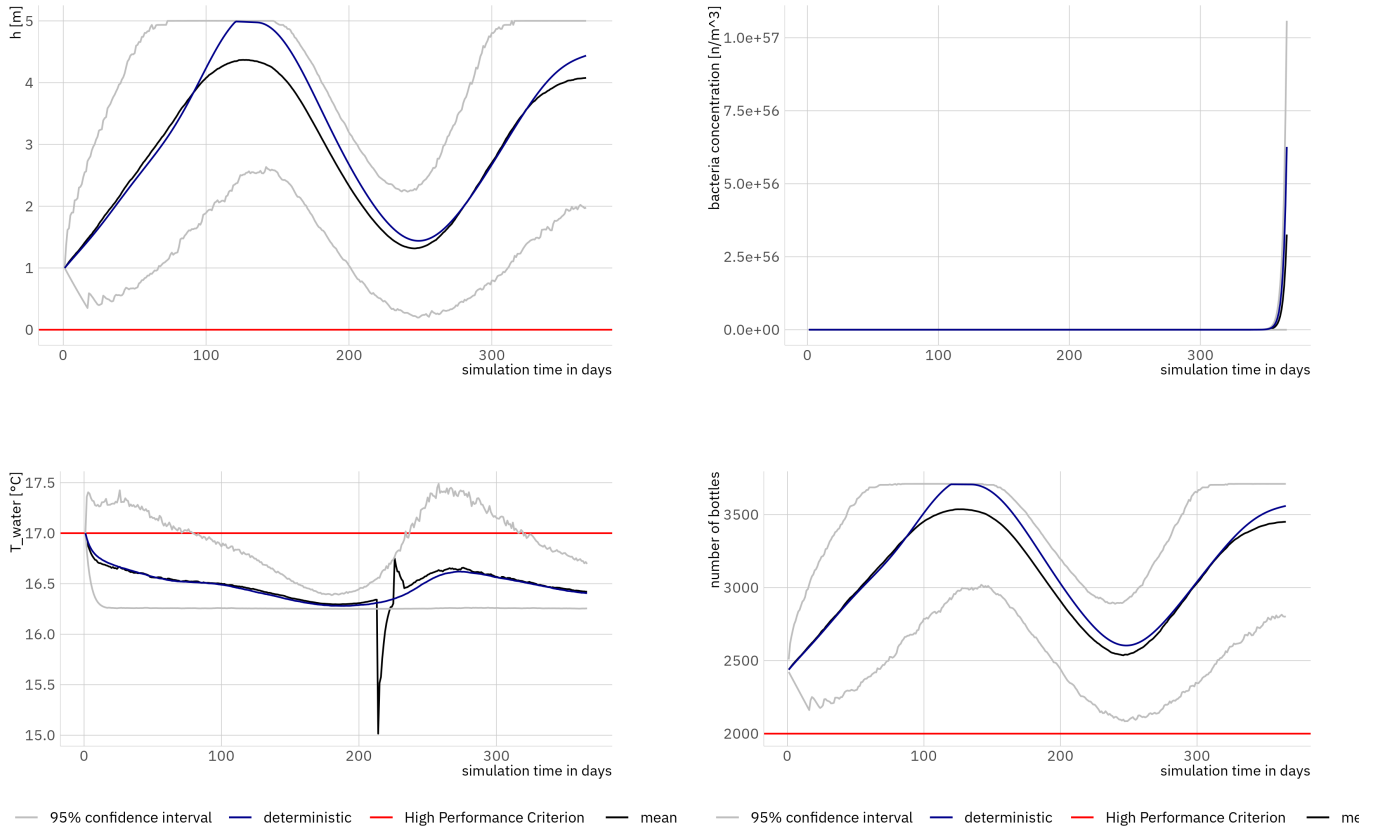 h [m]
5
4
3
2
1
0
0 100 200 300
simulation time in days
bacteria concentration [n/m^3]
1.0e+57
7.5e+56
5.0e+56
2.5e+56
0.0e+00
0 100 200 300
simulation time in days
T_water [°C]
17.5
17.0
16.5
16.0
15.5
15.0
0 100 200 300
simulation time in days
number of bottles
3500
3000
2500
2000
0 100 200 300
simulation time in days
95% confidence interval deterministic High Performance Criterion mean
95% confidence interval deterministic High Performance Criterion